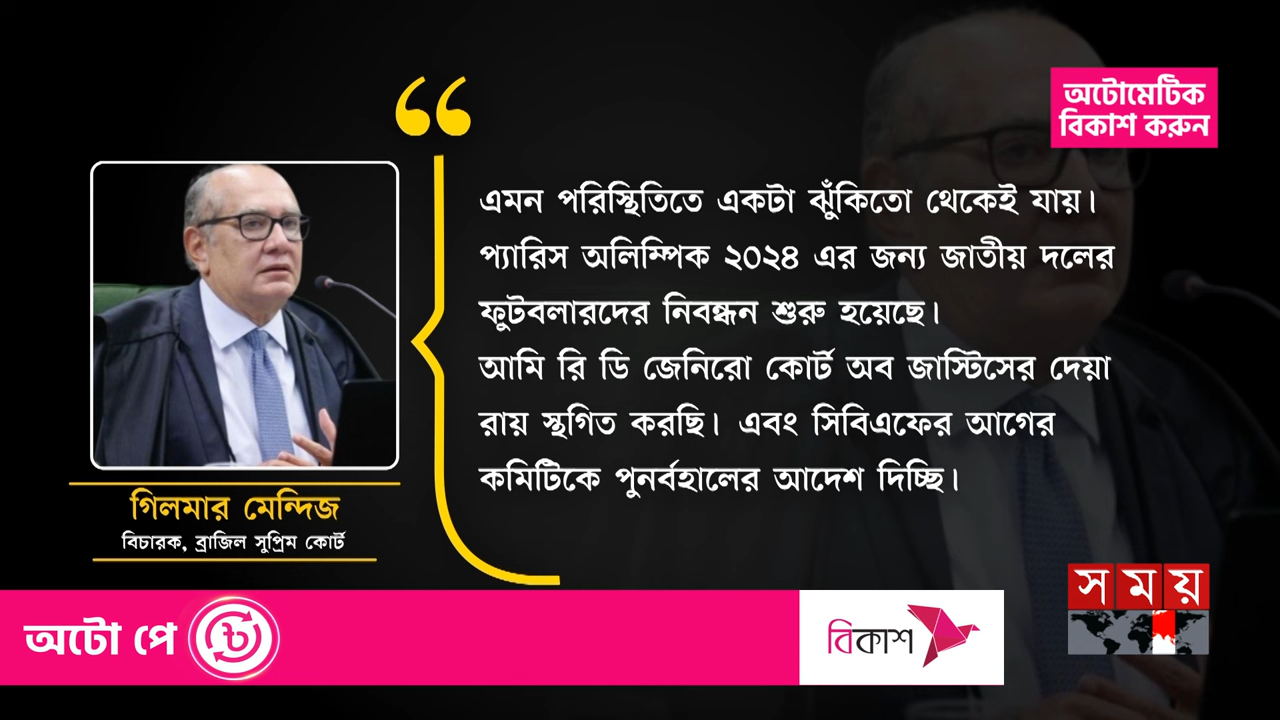 অটোমেটিক
বিকাশ করুন
এমন পরিস্থিতিতে একটা ঝুঁকিতো থেকেই যায়।
প্যারিস অলিম্পিক ২০২৪ এর জন্য জাতীয় দলের
ফুটবলারদের নিবন্ধন শুরু হয়েছে।
আমি রি ডি জেনিরো কোর্ট অব জাস্টিসের দেয়া
রায় স্থগিত করছি। এবং সিবিএফের আগের
কমিটিকে পুনর্বহালের আদেশ দিচ্ছি।
গিলমার মেন্দিজ
বিচারক, ব্রাজিল সুপ্রিম কোর্ট
অটো পে ৳
বিকাশ
সময়